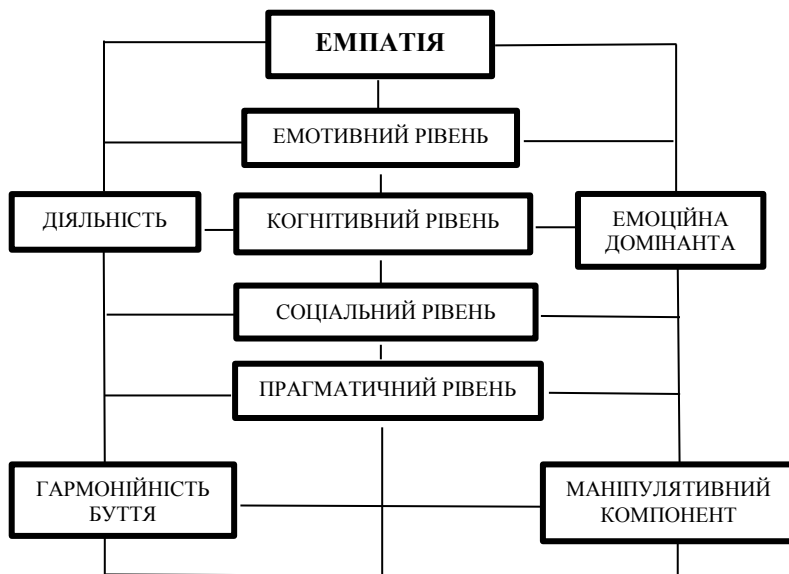 ЕМПАТІЯ
ЕМОТИВНИЙ РІВЕНЬ
ДІЯЛЬНІСТЬ
КОГНІТИВНИЙ РІВЕНЬ
ЕМОЦІЙНА
ДОМІНАНТА
СОЦІАЛЬНИЙ РІВЕНЬ
ПРАГМАТИЧНИЙ РІВЕНЬ
ГАРМОНІЙНІСТЬ
БУТТЯ
МАНІПУЛЯТИВНИЙ
КОМПОНЕНТ